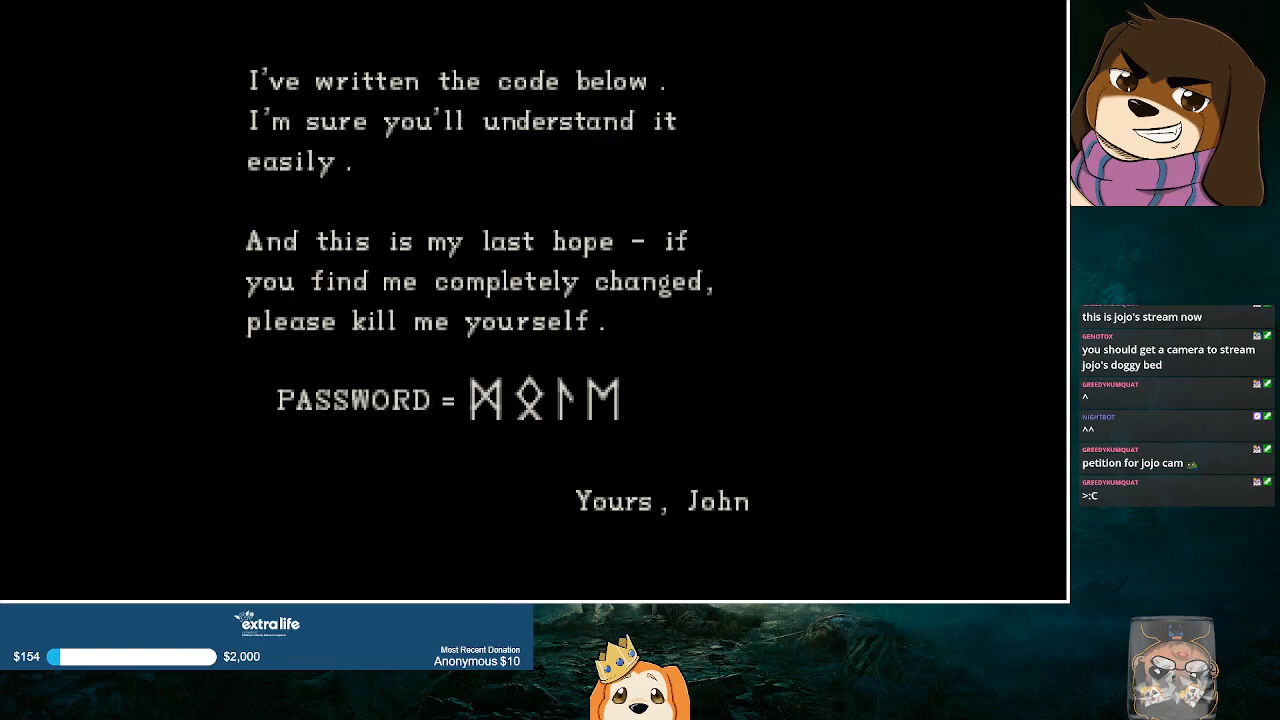 I've written the code below .
I'm sure you'll understand it
easily .
And this is my last hope - if
you find me completely changed,
please kill me yourself .
PASSWORD = ᛞᛟᛚᛖ
Yours , John
this is jojo's stream now
GENOTOX
you should get a camera to stream
jojo's doggy bed
GREEDYKUMQUAT
^
NIGHTBOT
^^
GREEDYKUMQUAT
petition for jojo cam
GREEDYKUMQUAT
>:C
extralife
$154
$2,000
Most Recent Donation
Anonymous $10